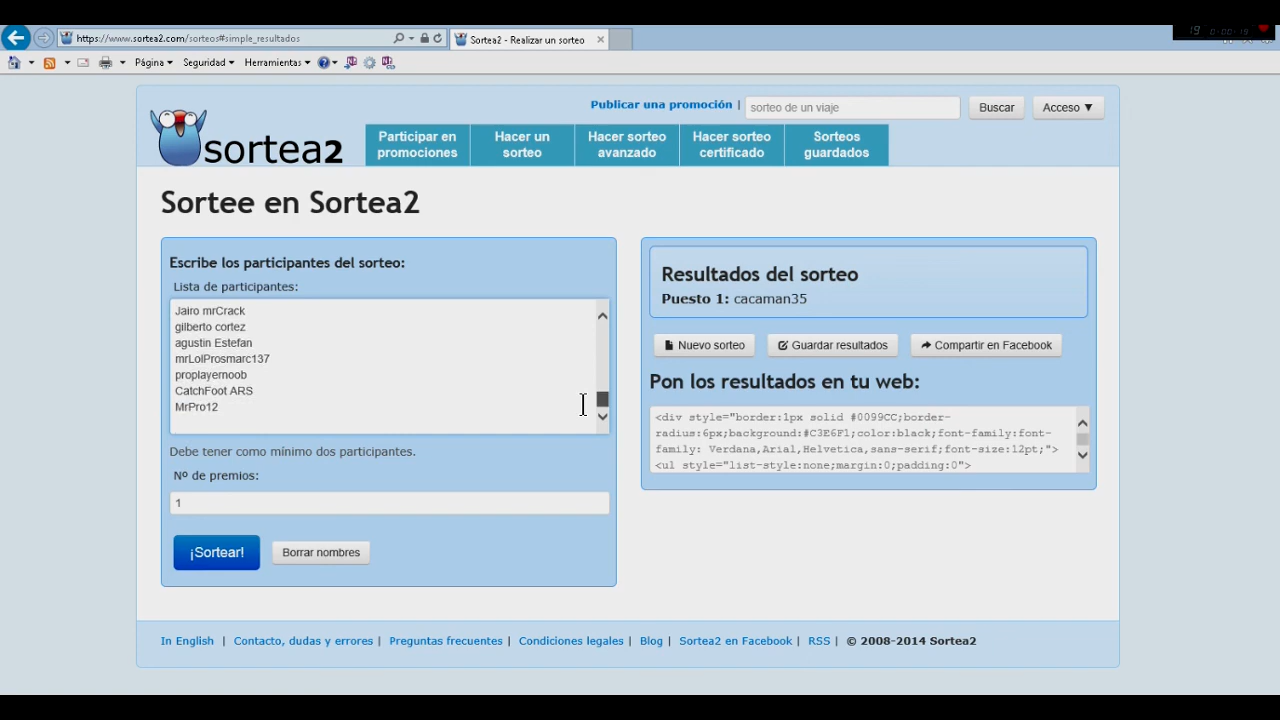 19 0:00:19
https://www.sortea2.com/sorteos#simple_resultados
Sortea2 - Realizar un sorteo
Página
Seguridad
Herramientas
Publicar una promoción |
sorteo de un viaje
Buscar
Acceso ▼
sortea2
Participar en promociones
Hacer un sorteo
Hacer sorteo avanzado
Hacer sorteo certificado
Sorteos guardados
Sortee en Sortea2
Escribe los participantes del sorteo:
Lista de participantes:
Jairo mrCrack
gilberto cortez
agustin Estefan
mrLolProsmarc137
proplayernoob
CatchFoot ARS
MrPro12
Debe tener como mínimo dos participantes.
Nº de premios:
1
¡Sortear!
Borrar nombres
Resultados del sorteo
Puesto 1: cacaman35
Nuevo sorteo
Guardar resultados
Compartir en Facebook
Pon los resultados en tu web:
<div style="border:1px solid #0099CC;border-
radius:6px;background:#C3E6F1;color:black;font-family:font-
family: Verdana,Arial,Helvetica,sans-serif;font-size:12pt;">
<ul style="list-style:none;margin:0;padding:0">
In English | Contacto, dudas y errores | Preguntas frecuentes | Condiciones legales | Blog | Sortea2 en Facebook | RSS | © 2008-2014 Sortea2